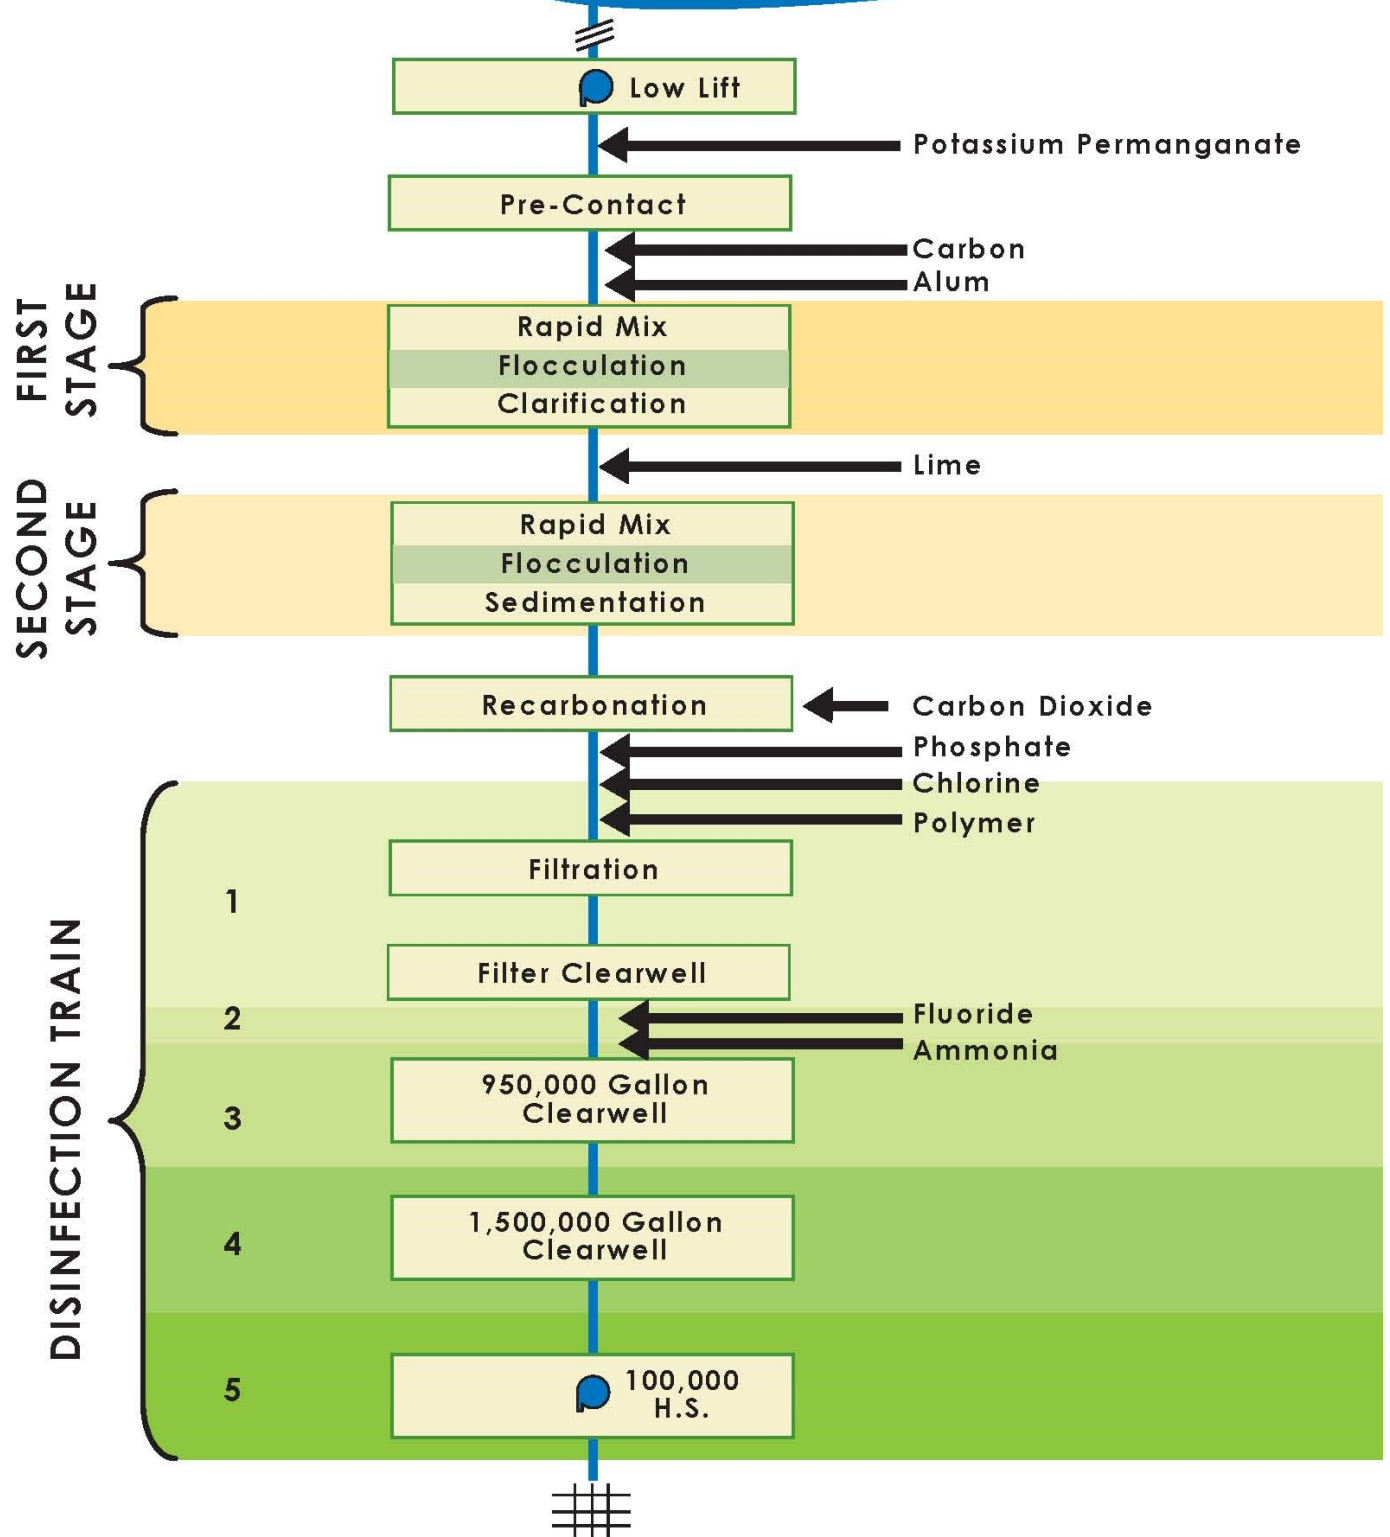 Low Lift
Potassium Permanganate
Pre-Contact
Carbon
Alum
FIRST
STAGE
Rapid Mix
Flocculation
Clarification
Lime
SECOND
STAGE
Rapid Mix
Flocculation
Sedimentation
Recarbonation
Carbon Dioxide
Phosphate
Chlorine
Polymer
DISINFECTION TRAIN
Filtration
1
Filter Clearwell
2
Fluoride
Ammonia
950,000 Gallon
Clearwell
3
1,500,000 Gallon
Clearwell
4
100,000
H.S.
5